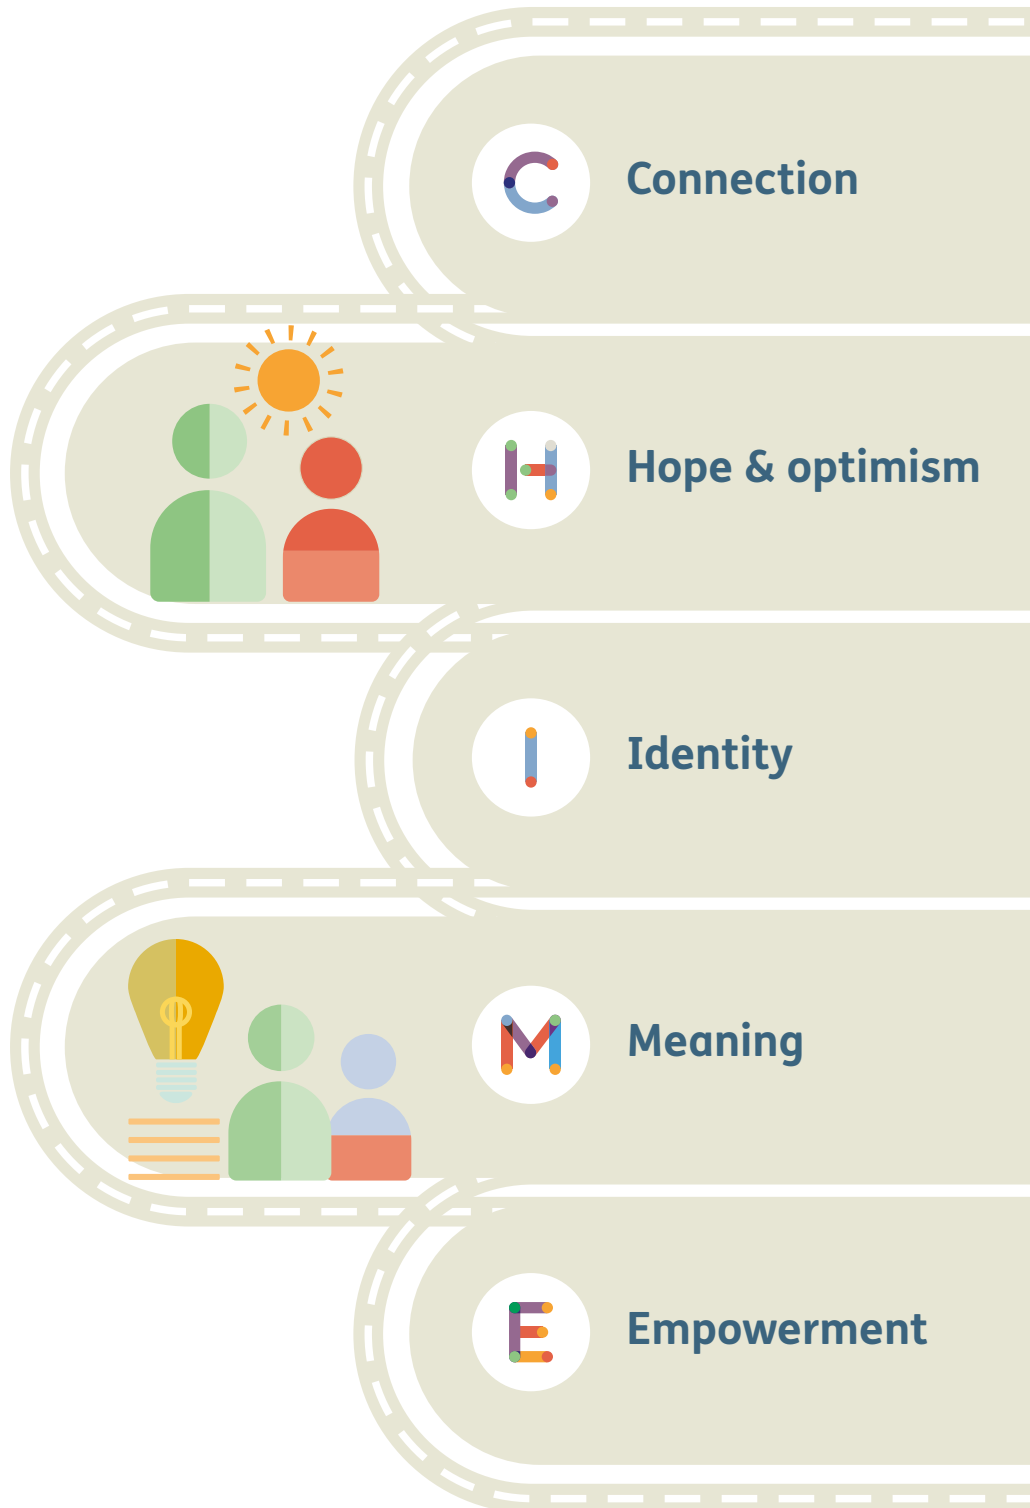 C Connection
H Hope & optimism
I Identity
M Meaning
E Empowerment